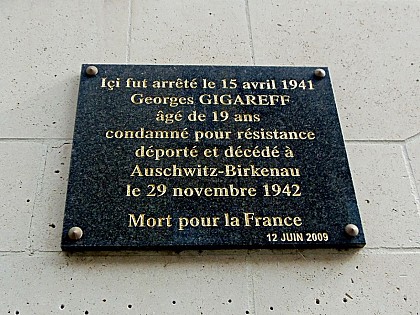 Içi fut arrêté le 15 avril 1941
Georges GIGAREFF
âgé de 19 ans
condamné pour résistance
déporté et décédé à
Auschwitz-Birkenau
le 29 novembre 1942
Mort pour la France
12 JUIN 2009